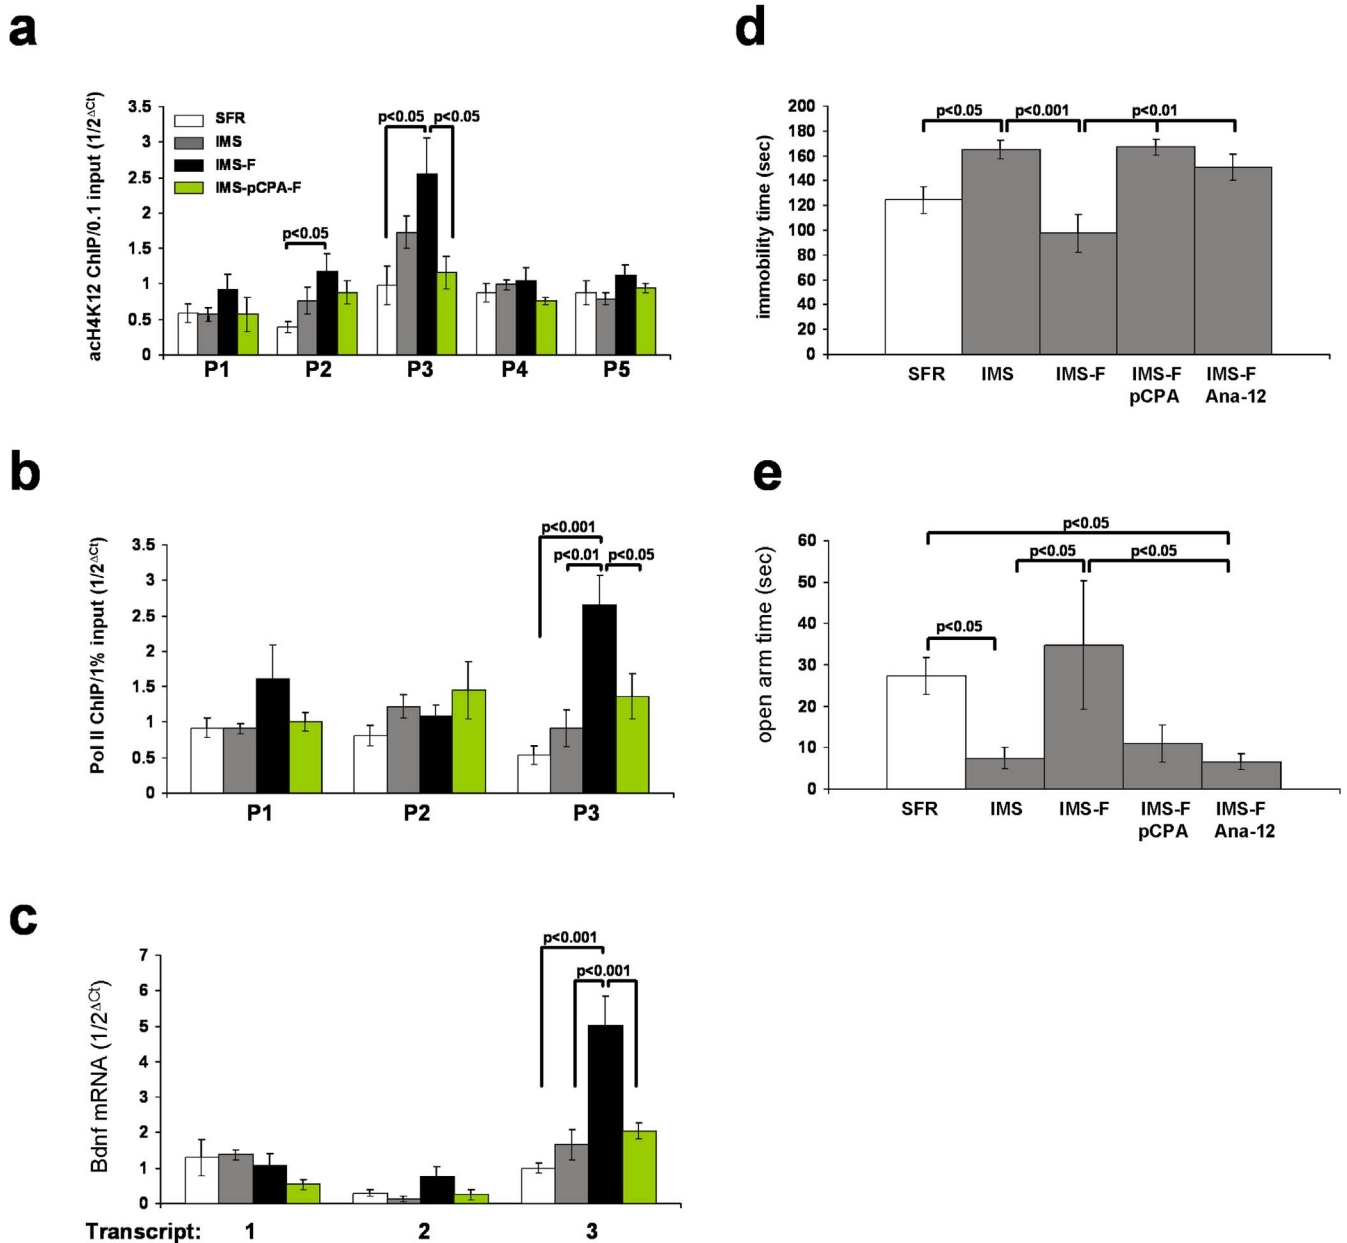 a
acH4K12 ChIP/0.1 input (1/2^ΔCt)
3.5
3
2.5
2
1.5
1
0.5
0
SFR
IMS
IMS-F
IMS-pCPA-F
p<0.05
p<0.05 p<0.05
P1 P2 P3 P4 P5
b
Pol II ChIP/1% input (1/2^ΔCt)
3.5
3
2.5
2
1.5
1
0.5
0
p<0.001
p<0.01 p<0.05
P1 P2 P3
c
Bdnf mRNA (1/2^ΔCt)
7
6
5
4
3
2
1
0
p<0.001
p<0.001
Transcript: 1 2 3
d
immobility time (sec)
200
180
160
140
120
100
80
60
40
20
0
p<0.05 p<0.001 p<0.01
SFR IMS IMS-F IMS-F IMS-F
pCPA Ana-12
e
open arm time (sec)
60
50
40
30
20
10
0
p<0.05
p<0.05 p<0.05
p<0.05
SFR IMS IMS-F IMS-F IMS-F
pCPA Ana-12